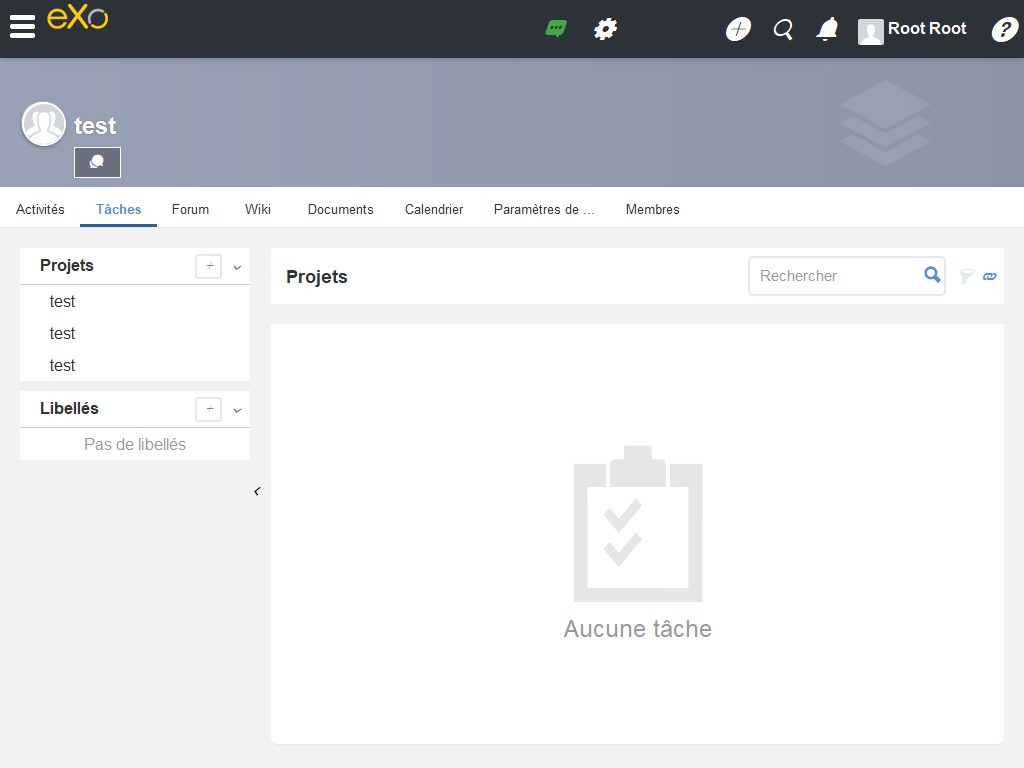 eXo
Root Root
?
test
Activités
Tâches
Forum
Wiki
Documents
Calendrier
Paramètres de ...
Membres
Projets
test
test
test
Libellés
Pas de libellés
Projets
Rechercher
Aucune tâche